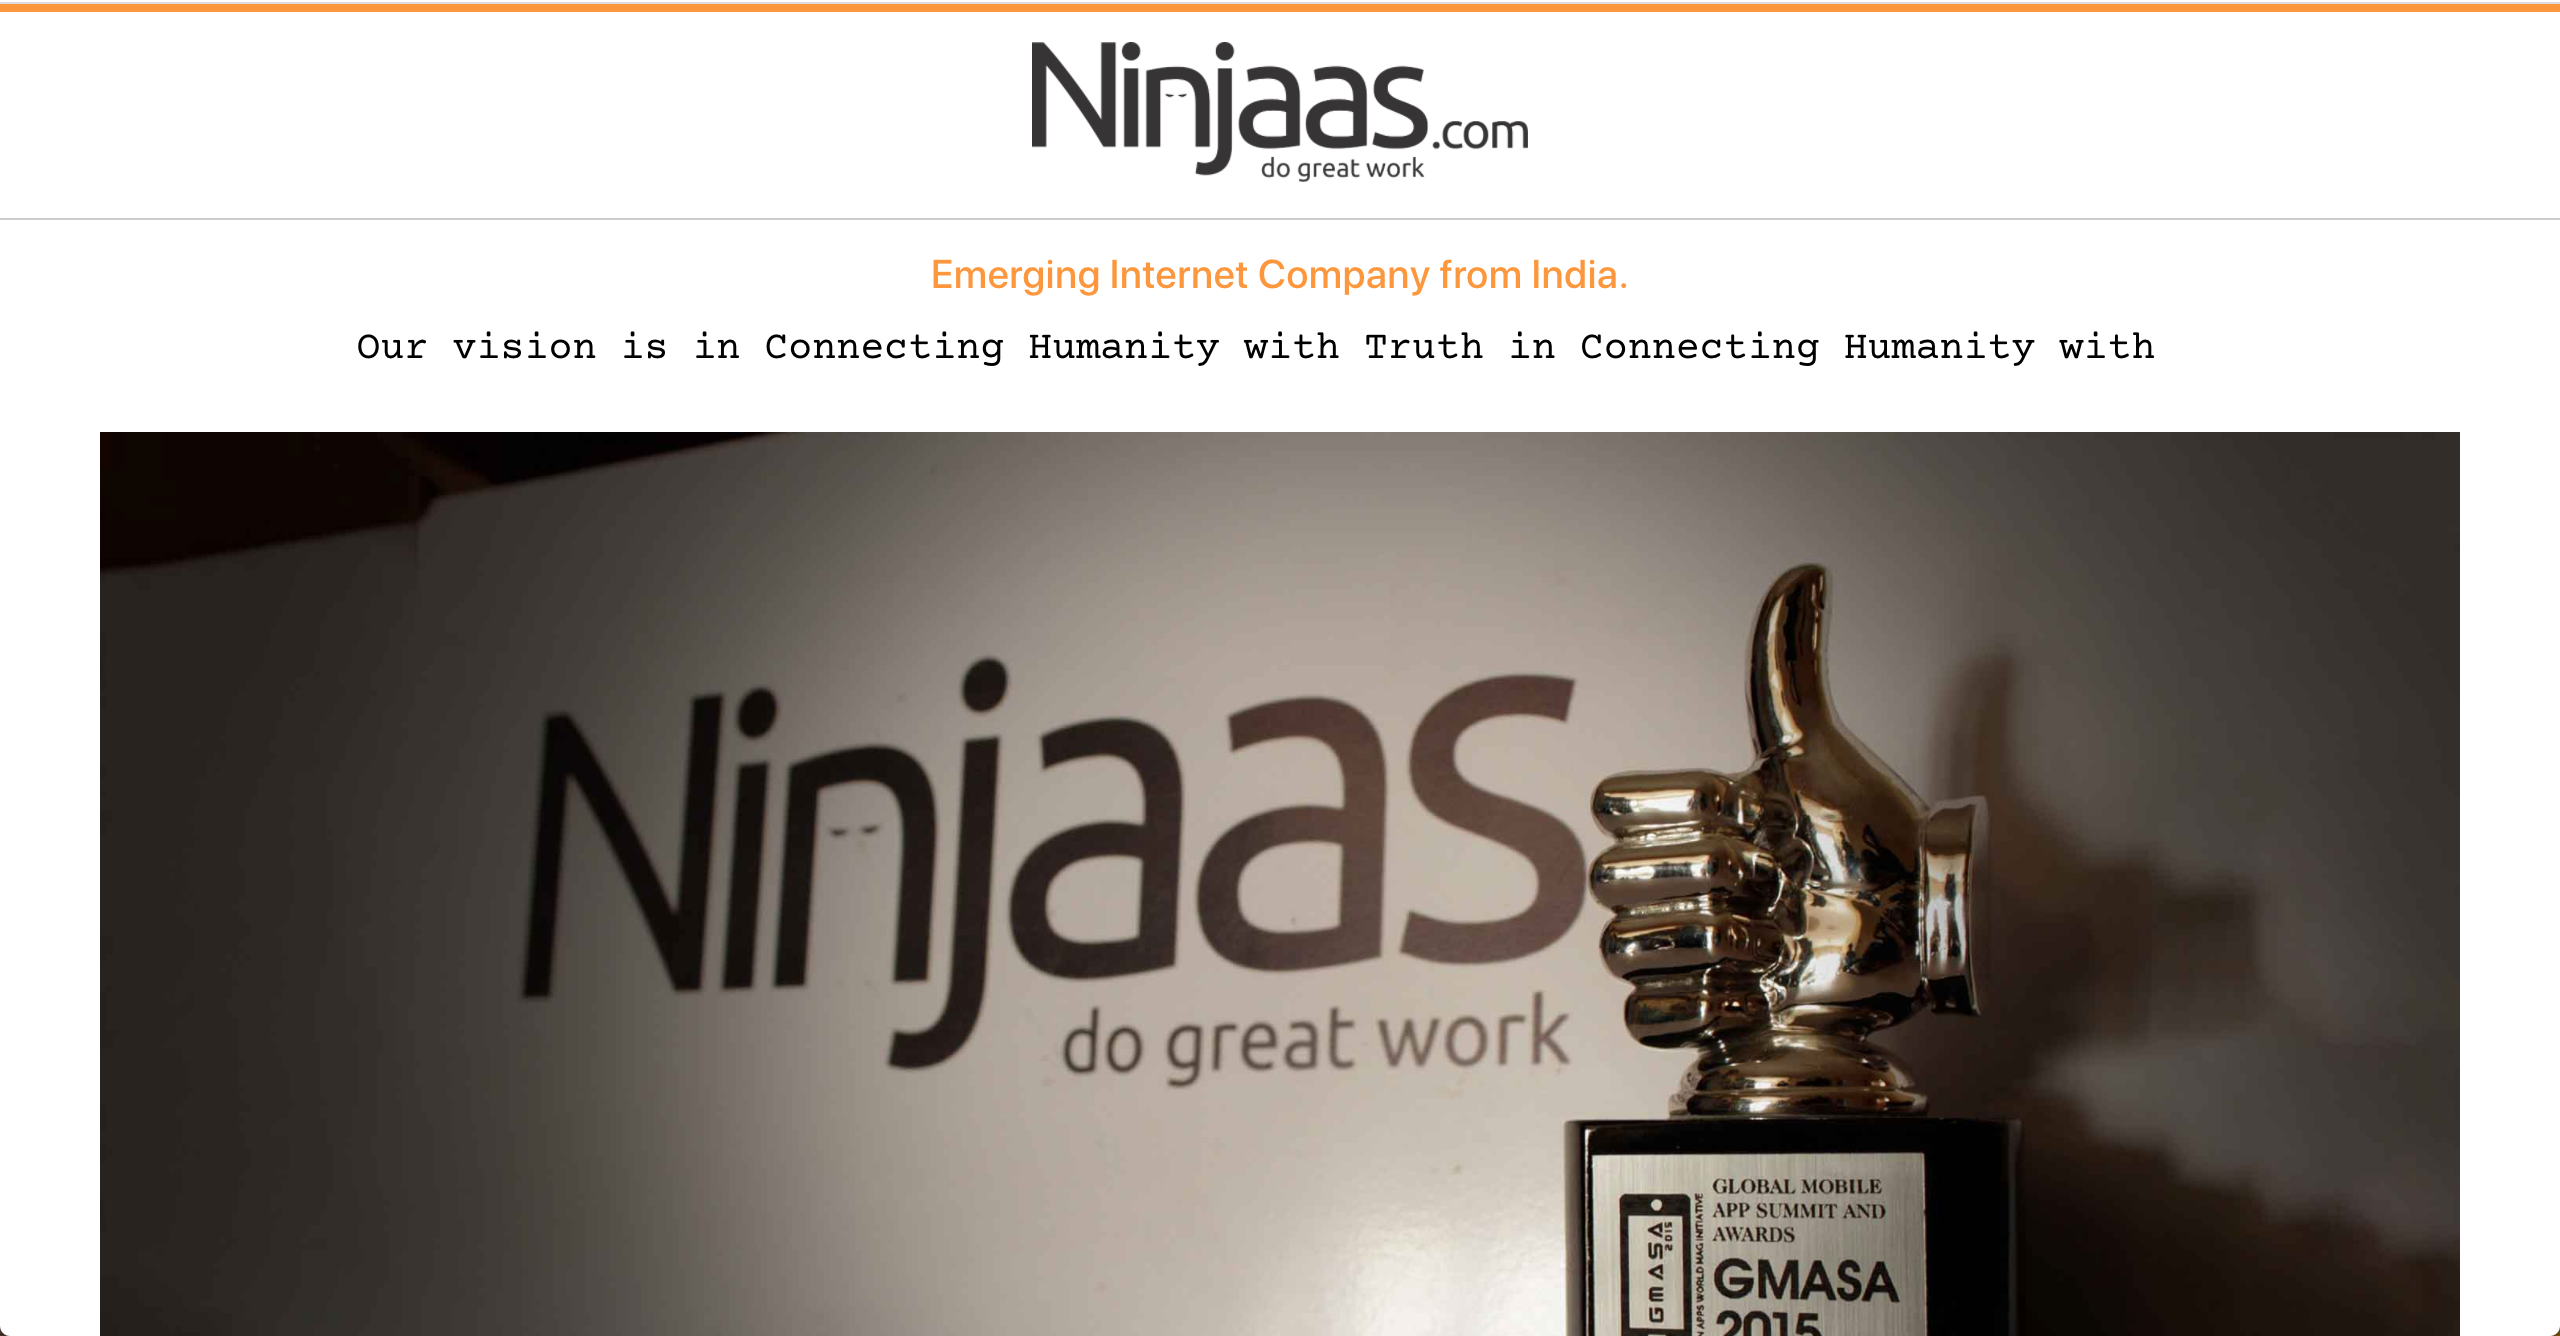 Ninjaas.com
do great work
Emerging Internet Company from India.
Our vision is in Connecting Humanity with Truth in Connecting Humanity with
Ninjaas
do great work
GLOBAL MOBILE
APP SUMMIT AND
AWARDS
GMASA
2015
GMASA
2015
APPS WORLD MAG INITIATIVE